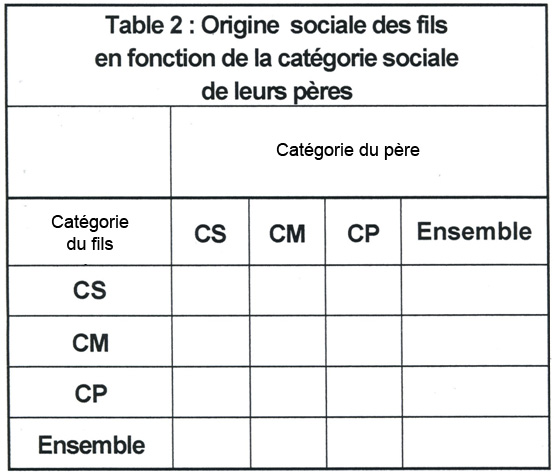 Table 2 : Origine sociale des fils
en fonction de la catégorie sociale
de leurs pères
Catégorie du père
Catégorie
du fils
CS CM CP Ensemble
CS
CM
CP
Ensemble